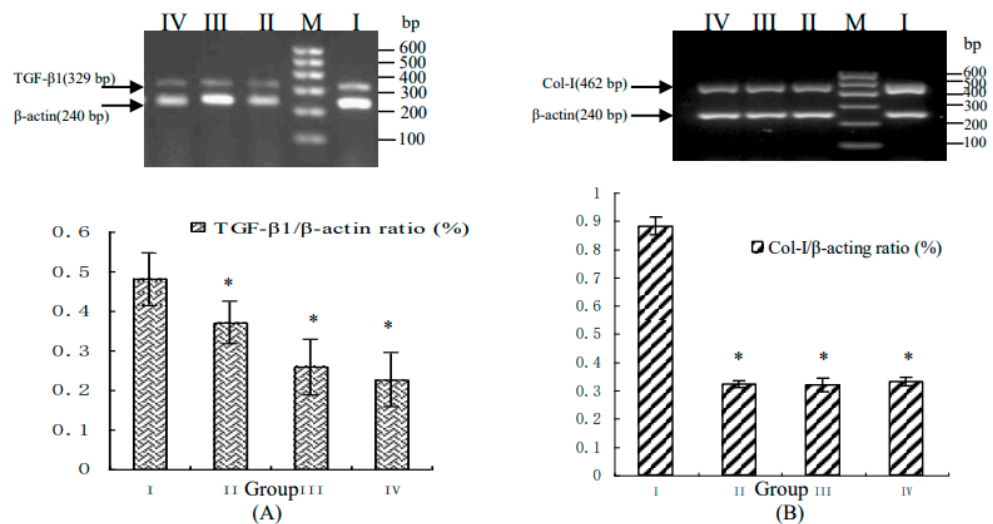 IV III II M I bp
600
500
400
300
200
100
TGF-β1(329 bp)
β-actin(240 bp)
IV III II M I
bp
600
500
400
300
200
100
Col-I(462 bp)
β-actin(240 bp)
TGF-β1/β-actin ratio (%)
0. 6
0. 5
0. 4
0. 3
0. 2
0. 1
0
*
*
*
I II Group III IV
(A)
Col-I/β-acting ratio (%)
1
0.9
0.8
0.7
0.6
0.5
0.4
0.3
0.2
0.1
0
*
*
*
I II Group III IV
(B)